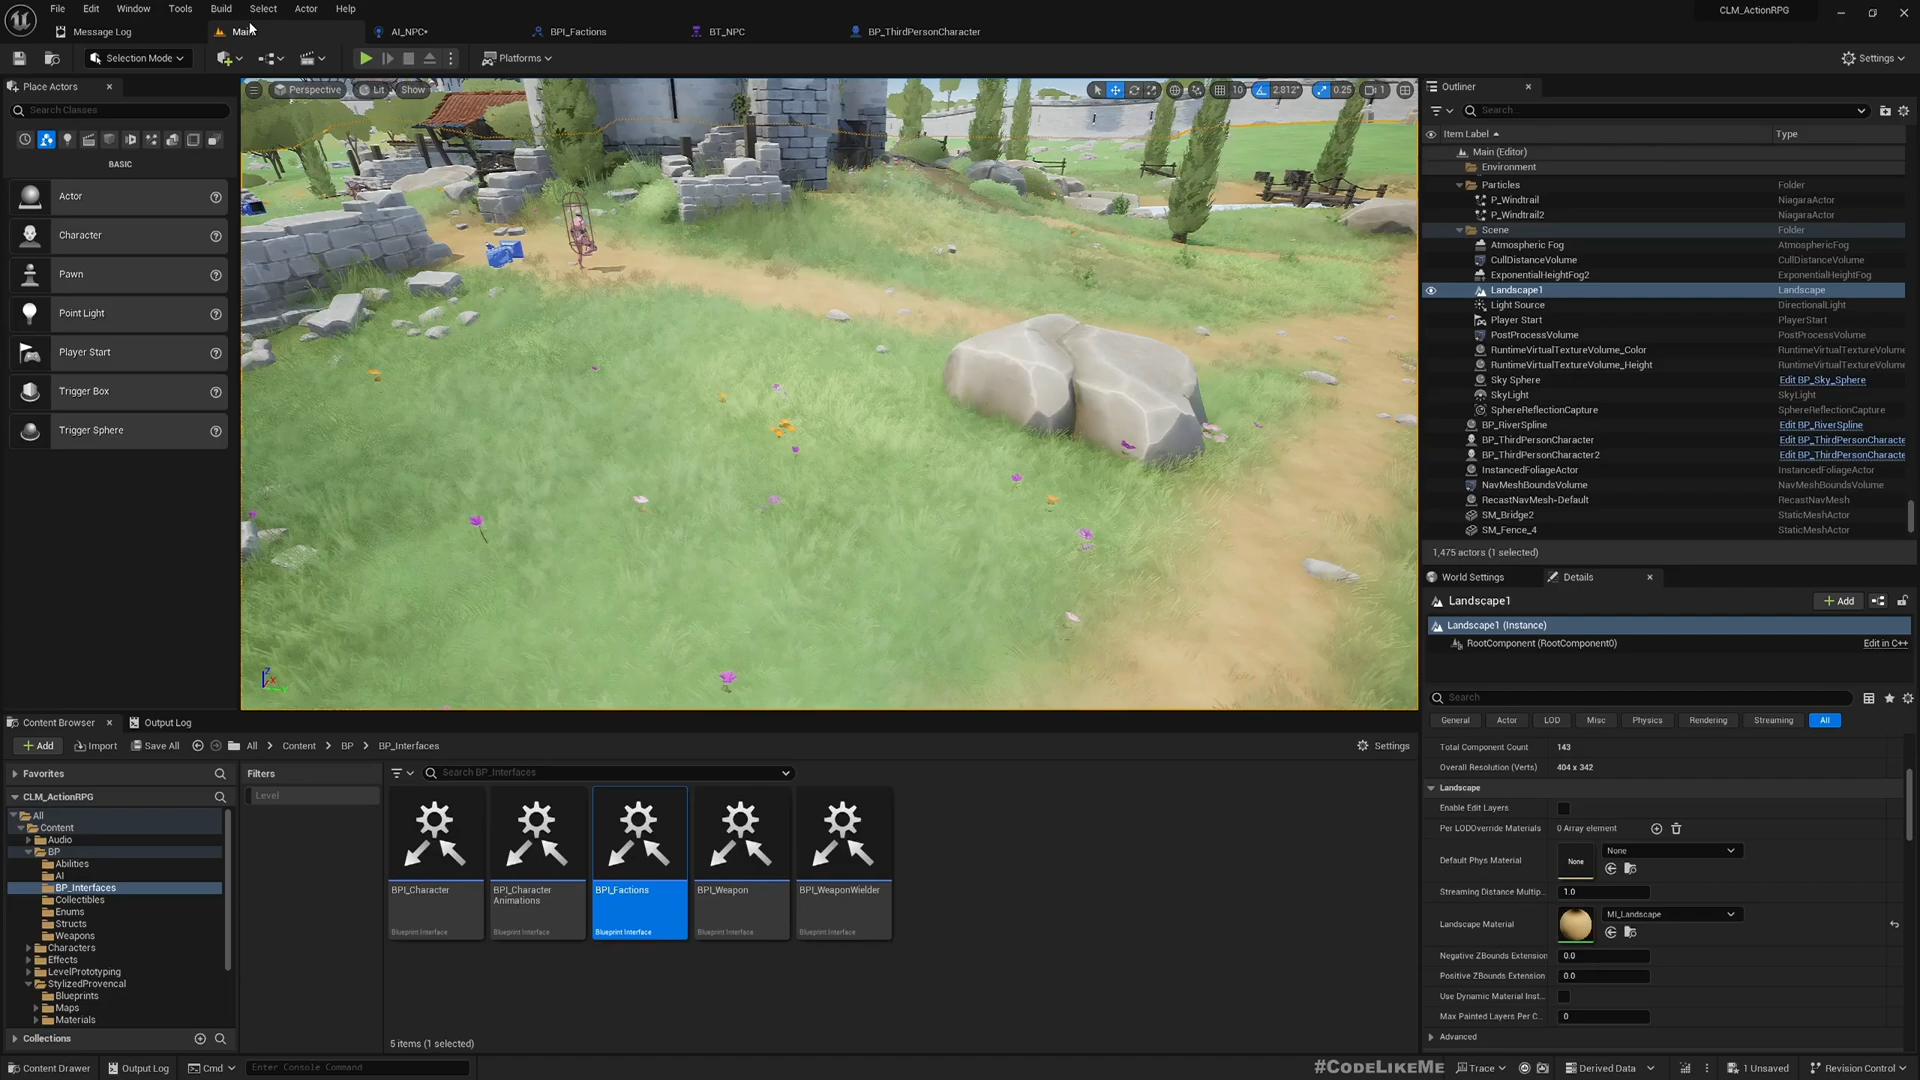 File Edit Window Tools Build Select Actor Help
CLM_ActionRPG
Message Log
Main
AI_NPC•
BPI_Factions
BT_NPC
BP_ThirdPersonCharacter
Selection Mode
Platforms
Settings
Place Actors
Search Classes
BASIC
Actor
Character
Pawn
Point Light
Player Start
Trigger Box
Trigger Sphere
Perspective
Lit
Show
10
2.812°
0.25
1
Outliner
Search...
Item Label
Type
Main (Editor)
Environment
Particles Folder
P_Windtrail NiagaraActor
P_Windtrail2 NiagaraActor
Scene Folder
Atmospheric Fog AtmosphericFog
CullDistanceVolume CullDistanceVolume
ExponentialHeightFog2 ExponentialHeightFog
Landscape1 Landscape
Light Source DirectionalLight
Player Start PlayerStart
PostProcessVolume PostProcessVolume
RuntimeVirtualTextureVolume_Color RuntimeVirtualTextureVolume
RuntimeVirtualTextureVolume_Height RuntimeVirtualTextureVolume
Sky Sphere Edit BP_Sky_Sphere
SkyLight SkyLight
SphereReflectionCapture SphereReflectionCapture
BP_RiverSpline Edit BP_RiverSpline
BP_ThirdPersonCharacter Edit BP_ThirdPersonCharacte
BP_ThirdPersonCharacter2 Edit BP_ThirdPersonCharacte
InstancedFoliageActor InstancedFoliageActor
NavMeshBoundsVolume NavMeshBoundsVolume
RecastNavMesh-Default RecastNavMesh
SM_Bridge2 StaticMeshActor
SM_Fence_4 StaticMeshActor
1,475 actors (1 selected)
World Settings
Details
Landscape1
Add
Landscape1 (Instance)
RootComponent (RootComponent0) Edit in C++
Search
General Actor LOD Misc Physics Rendering Streaming All
Total Component Count 143
Overall Resolution (Verts) 404 x 342
Landscape
Enable Edit Layers
Per LODOverride Materials 0 Array element
Default Phys Material None None
Streaming Distance Multip.. 1.0
Landscape Material MI_Landscape
Negative ZBounds Extension 0.0
Positive ZBounds Extension 0.0
Use Dynamic Material Inst..
Max Painted Layers Per C.. 0
Advanced
Content Browser
Output Log
Add Import Save All All Content BP BP_Interfaces
Settings
Favorites
CLM_ActionRPG
All
Content
Audio
BP
Abilities
AI
BP_Interfaces
Collectibles
Enums
Structs
Weapons
Characters
Effects
LevelPrototyping
StylizedProvencal
Blueprints
Maps
Materials
Collections
Filters
Level
Search BP_Interfaces
BPI_Character
Blueprint Interface
BPI_Character
Animations
Blueprint Interface
BPI_Factions
Blueprint Interface
BPI_Weapon
Blueprint Interface
BPI_WeaponWielder
Blueprint Interface
5 items (1 selected)
Content Drawer
Output Log
Cmd
Enter Console Command
#CodeLikeMe
Trace
Derived Data
1 Unsaved
Revision Control